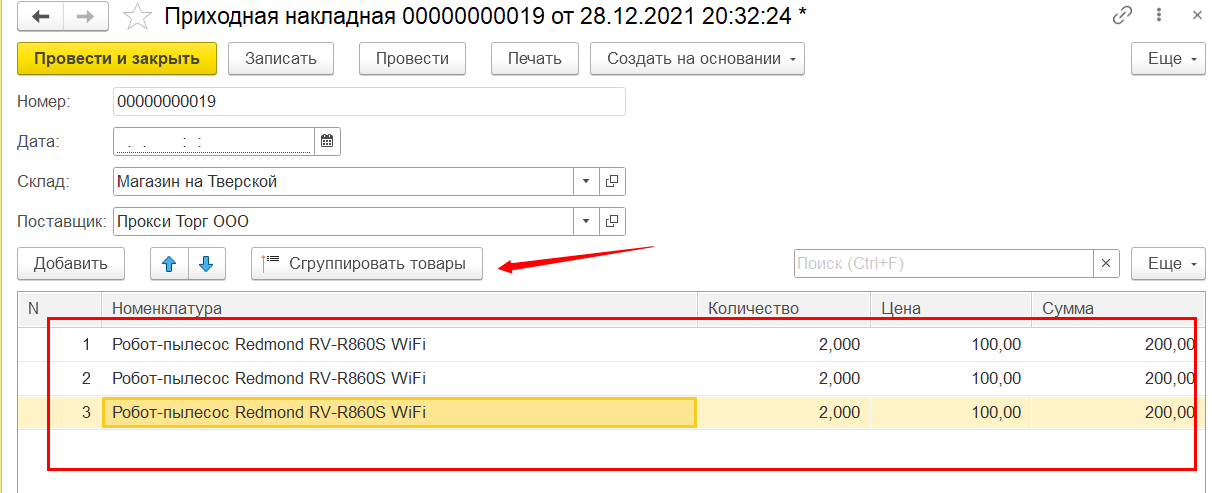 Приходная накладная 00000000019 от 28.12.2021 20:32:24 *
Провести и закрыть Записать Провести Печать Создать на основании Еще
Номер: 00000000019
Дата: . . : :
Склад: Магазин на Тверской
Поставщик: Прокси Торг ООО
Добавить Сгруппировать товары Поиск (Ctrl+F) × Еще
N Номенклатура Количество Цена Сумма
1 Робот-пылесос Redmond RV-R860S WiFi 2,000 100,00 200,00
2 Робот-пылесос Redmond RV-R860S WiFi 2,000 100,00 200,00
3 Робот-пылесос Redmond RV-R860S WiFi 2,000 100,00 200,00